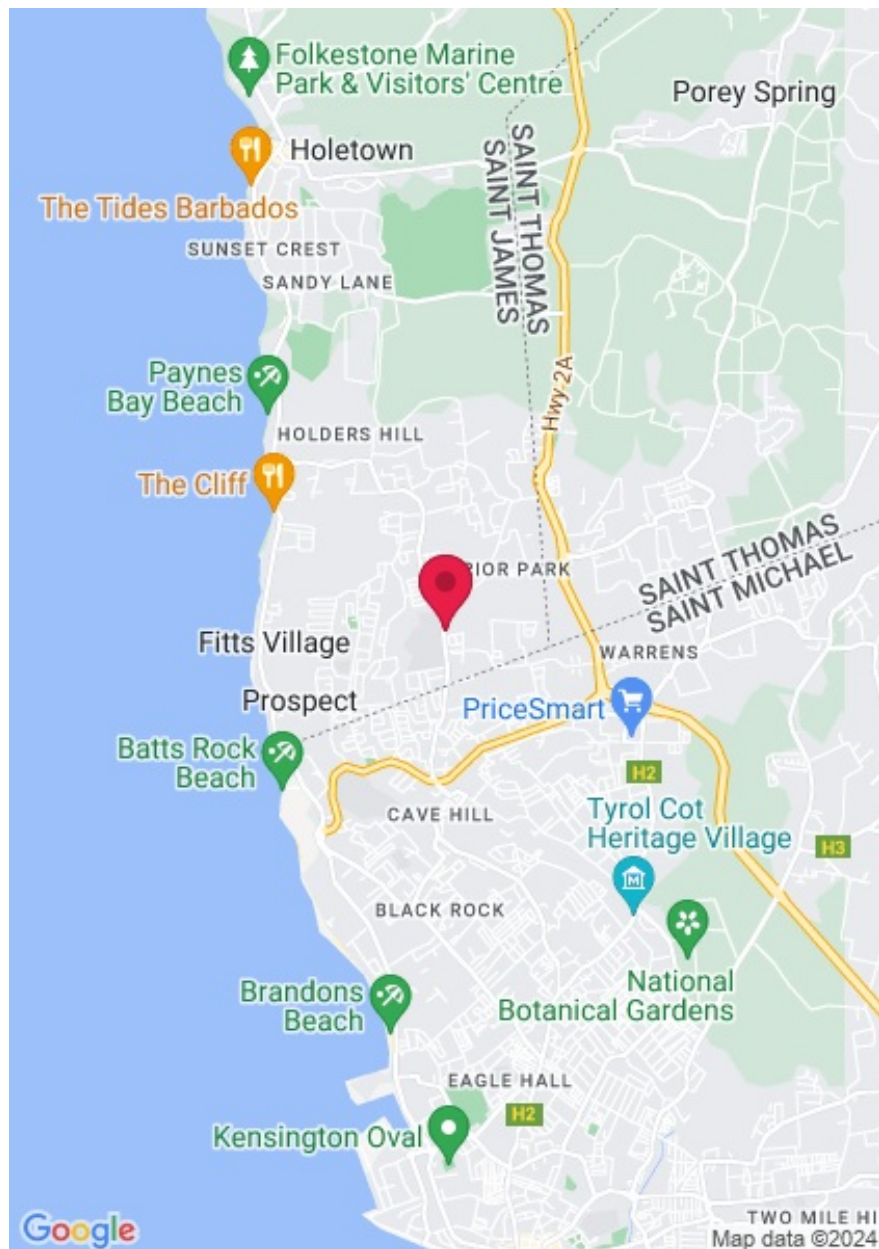 Folkestone Marine
Park & Visitors' Centre
Porey Spring
Holetown
SAINT THOMAS
SAINT JAMES
The Tides Barbados
SUNSET CREST
SANDY LANE
Paynes
Bay Beach
Hwy 2A
HOLDERS HILL
The Cliff
SAINT THOMAS
SAINT MICHAEL
RIOR PARK
Fitts Village
WARRENS
Prospect
PriceSmart
Batts Rock
Beach
H2
CAVE HILL
Tyrol Cot
Heritage Village
H3
BLACK ROCK
National
Botanical Gardens
Brandons
Beach
EAGLE HALL
H2
Kensington Oval
TWO MILE HI
Google
Map data ©2024